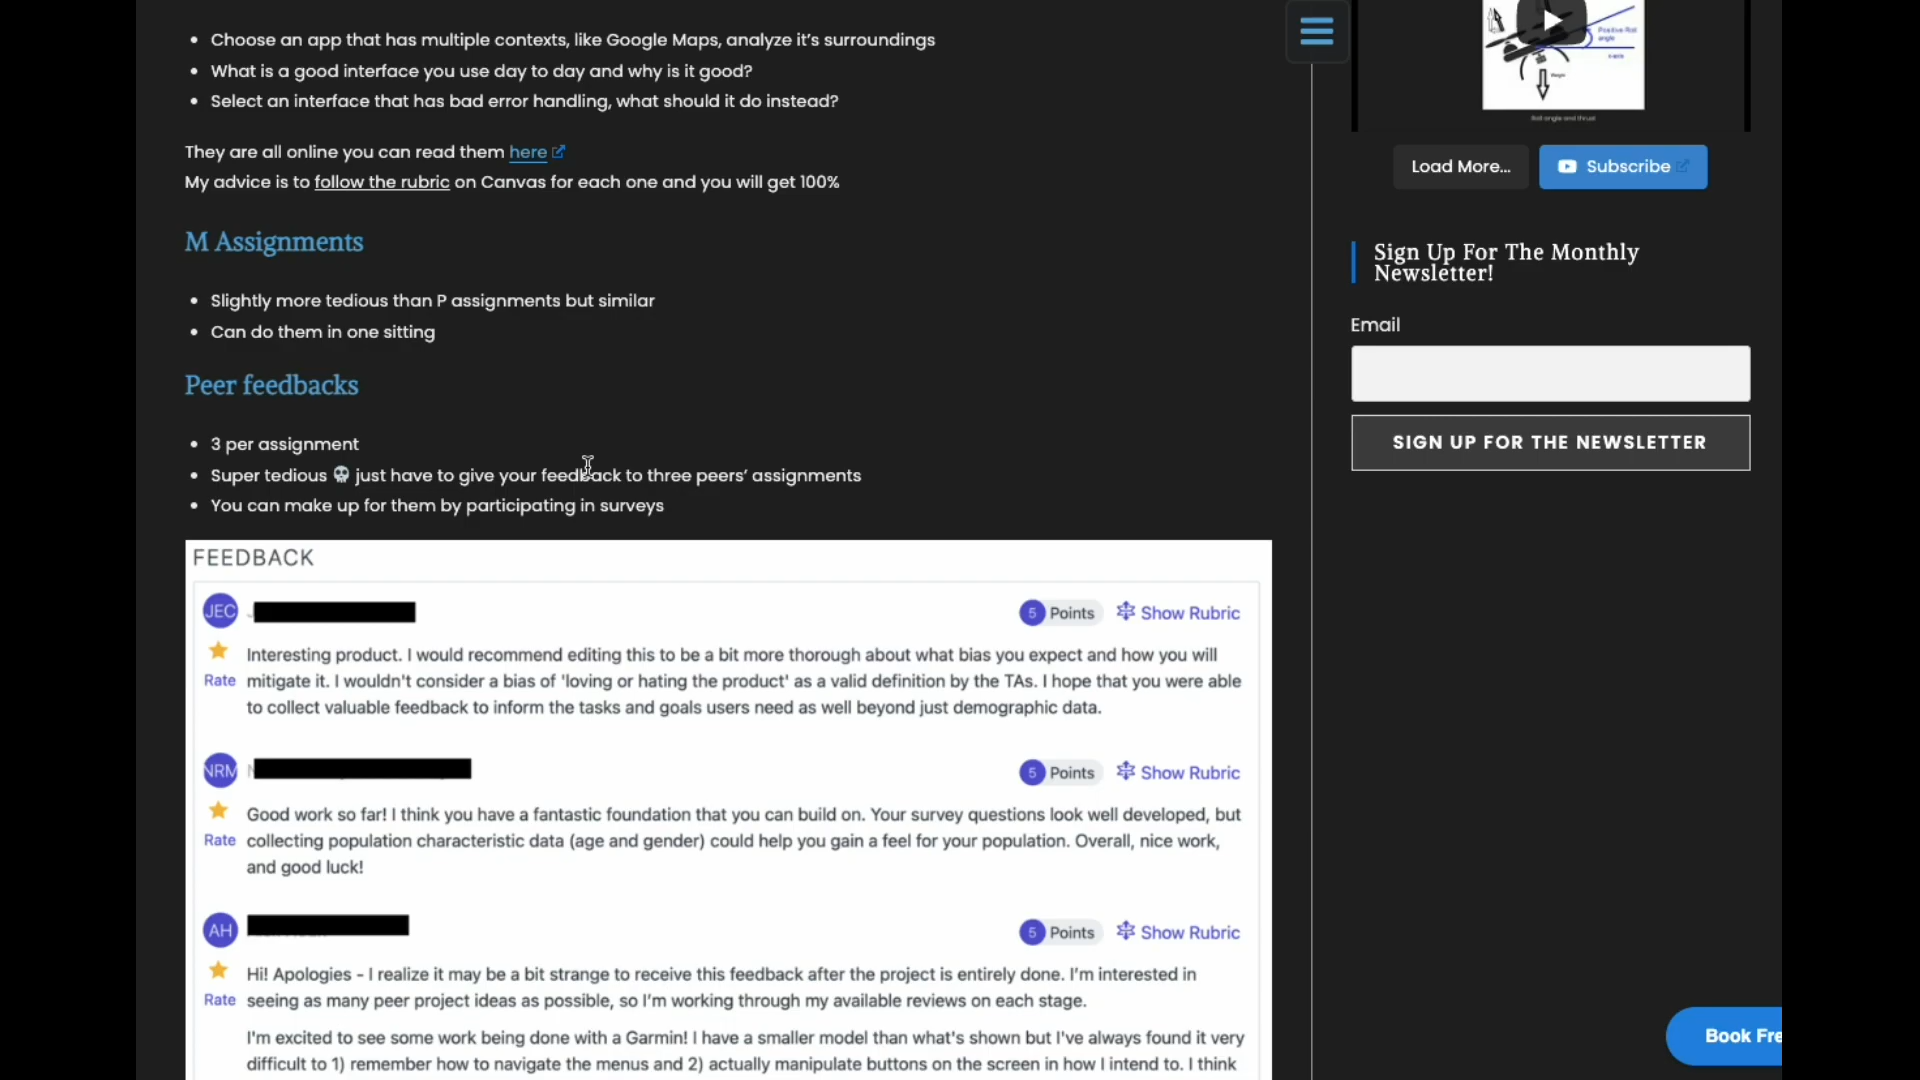 Choose an app that has multiple contexts, like Google Maps, analyze it's surroundings
What is a good interface you use day to day and why is it good?
Select an interface that has bad error handling, what should it do instead?
They are all online you can read them here
My advice is to follow the rubric on Canvas for each one and you will get 100%
M Assignments
Slightly more tedious than P assignments but similar
Can do them in one sitting
Peer feedbacks
3 per assignment
Super tedious 💀 just have to give your feedback to three peers' assignments
You can make up for them by participating in surveys
FEEDBACK
JEC
5 Points Show Rubric
Interesting product. I would recommend editing this to be a bit more thorough about what bias you expect and how you will
Rate mitigate it. I wouldn't consider a bias of 'loving or hating the product' as a valid definition by the TAs. I hope that you were able
to collect valuable feedback to inform the tasks and goals users need as well beyond just demographic data.
NRM
5 Points Show Rubric
Good work so far! I think you have a fantastic foundation that you can build on. Your survey questions look well developed, but
Rate collecting population characteristic data (age and gender) could help you gain a feel for your population. Overall, nice work,
and good luck!
AH
5 Points Show Rubric
Hi! Apologies - I realize it may be a bit strange to receive this feedback after the project is entirely done. I'm interested in
Rate seeing as many peer project ideas as possible, so I'm working through my available reviews on each stage.
I'm excited to see some work being done with a Garmin! I have a smaller model than what's shown but I've always found it very
difficult to 1) remember how to navigate the menus and 2) actually manipulate buttons on the screen in how I intend to. I think
Positive Roll
angle
x-axis
Weight
Roll angle and thrust
Load More... Subscribe
Sign Up For The Monthly
Newsletter!
Email
SIGN UP FOR THE NEWSLETTER
Book Fre